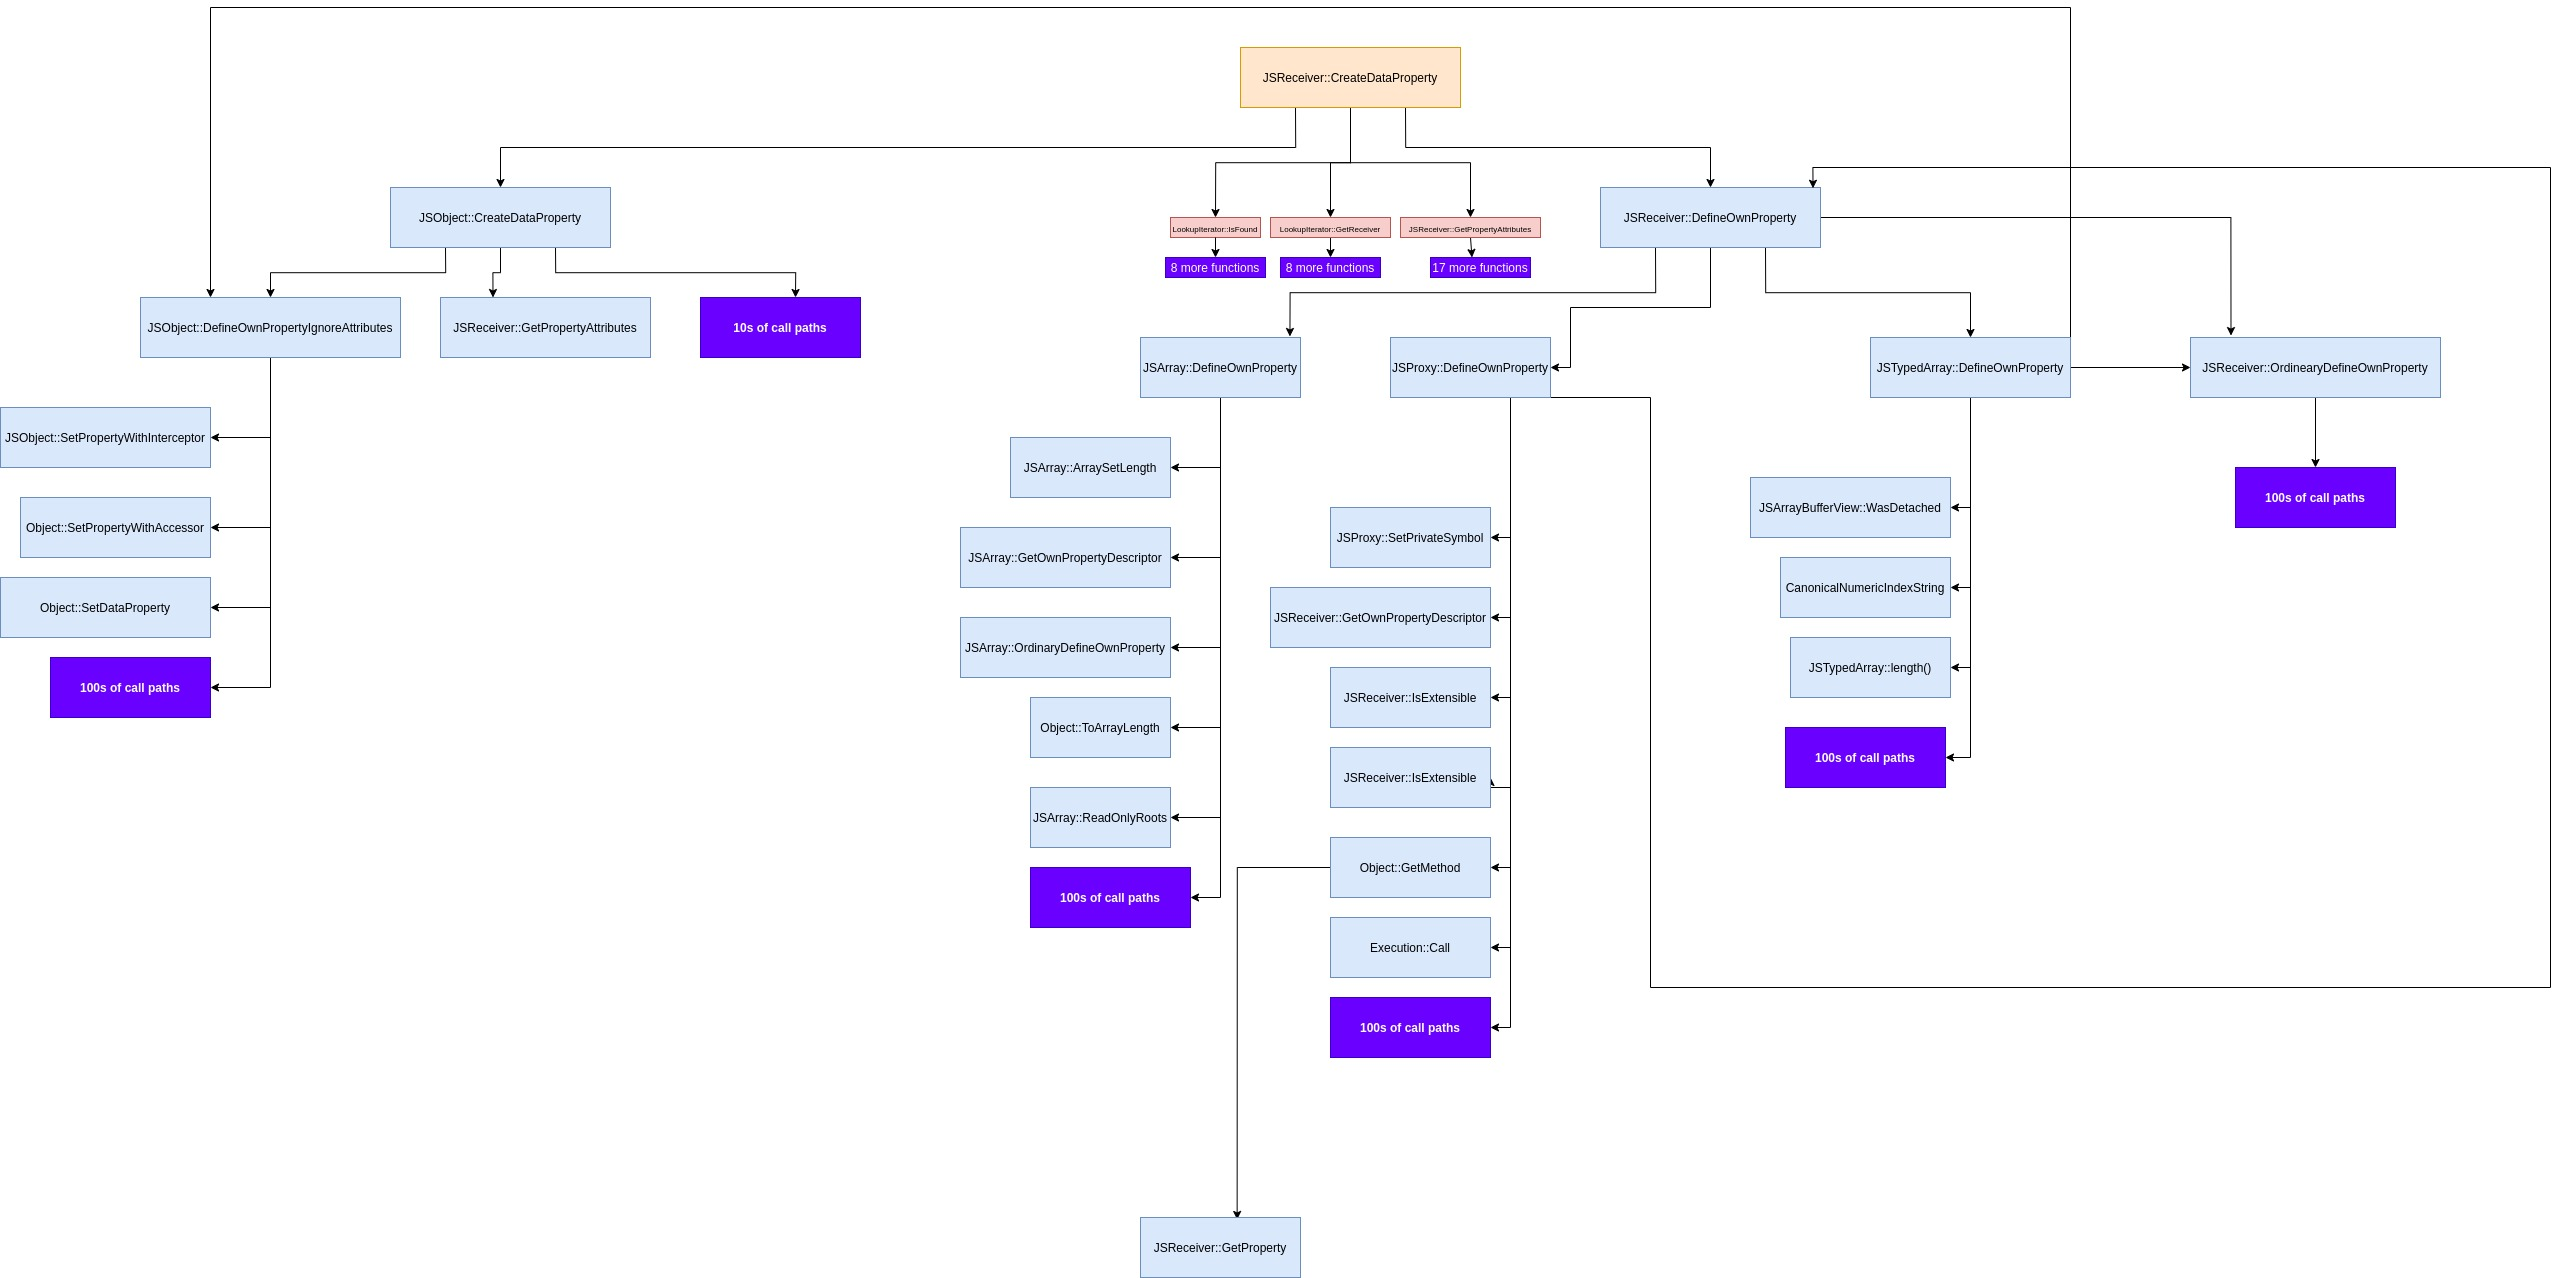 JSReceiver::CreateDataProperty
JSObject::CreateDataProperty
LookupIterator::IsFound
LookupIterator::GetReceiver
JSReceiver::GetPropertyAttributes
JSReceiver::DefineOwnProperty
8 more functions
8 more functions
17 more functions
JSObject::DefineOwnPropertyIgnoreAttributes
JSReceiver::GetPropertyAttributes
10s of call paths
JSArray::DefineOwnProperty
JSProxy::DefineOwnProperty
JSTypedArray::DefineOwnProperty
JSReceiver::OrdinearyDefineOwnProperty
JSObject::SetPropertyWithInterceptor
Object::SetPropertyWithAccessor
Object::SetDataProperty
100s of call paths
JSArray::ArraySetLength
JSArray::GetOwnPropertyDescriptor
JSArray::OrdinaryDefineOwnProperty
Object::ToArrayLength
JSArray::ReadOnlyRoots
100s of call paths
JSProxy::SetPrivateSymbol
JSReceiver::GetOwnPropertyDescriptor
JSReceiver::IsExtensible
JSReceiver::IsExtensible
Object::GetMethod
Execution::Call
100s of call paths
JSArrayBufferView::WasDetached
CanonicalNumericIndexString
JSTypedArray::length()
100s of call paths
100s of call paths
JSReceiver::GetProperty